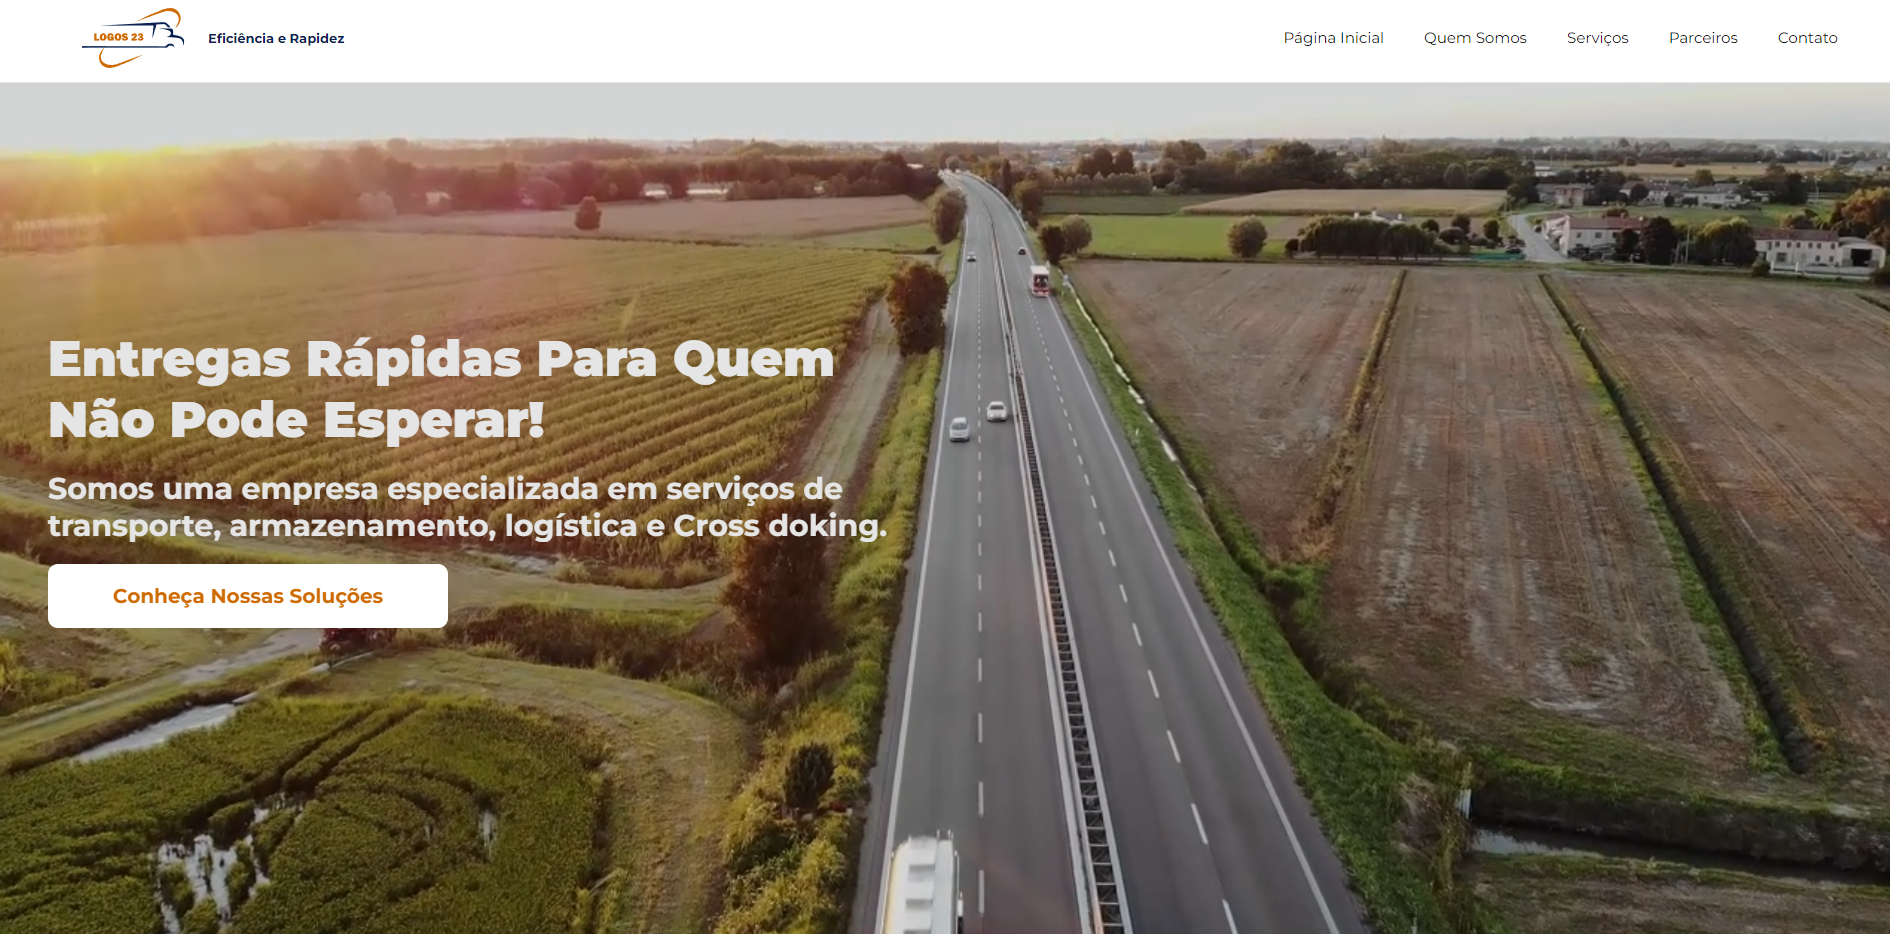 LOGOS 23
Eficiência e Rapidez
Página Inicial
Quem Somos
Serviços
Parceiros
Contato
Entregas Rápidas Para Quem
Não Pode Esperar!
Somos uma empresa especializada em serviços de
transporte, armazenamento, logística e Cross doking.
Conheça Nossas Soluções